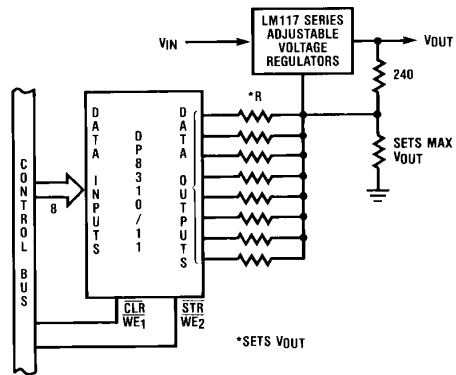 LM117 SERIES
ADJUSTABLE
VOLTAGE
REGULATORS
VIN
VOUT
240
*R
SETS MAX
VOUT
CONTROL BUS
8
DATA INPUTS
DP8310/11
DATA OUTPUTS
CLR
WE1
STR
WE2
*SETS VOUT